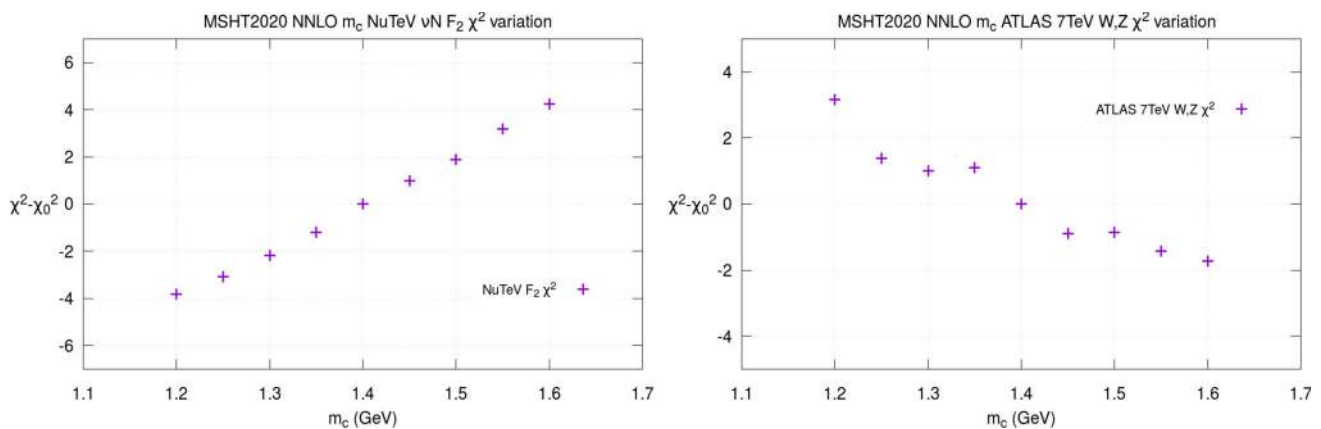 MSHT2020 NNLO m_c NuTeV νN F₂ χ² variation
6
4
2
χ²-χ₀² 0
-2
-4
-6
NuTeV F₂ χ²
1.1 1.2 1.3 1.4 1.5 1.6 1.7
m_c (GeV)
MSHT2020 NNLO m_c ATLAS 7TeV W,Z χ² variation
4
ATLAS 7TeV W,Z χ²
2
χ²-χ₀² 0
-2
-4
1.1 1.2 1.3 1.4 1.5 1.6 1.7
m_c (GeV)